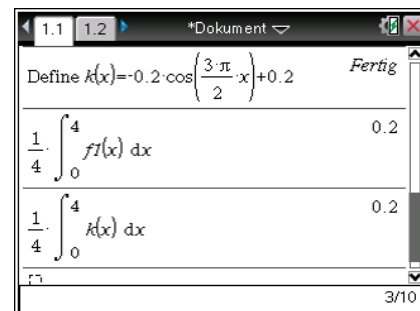 1.1 1.2 *Dokument
Define k(x)=-0.2·cos(3·π/2·x)+0.2 Fertig
1/4·∫₀⁴ f1(x) dx 0.2
1/4·∫₀⁴ k(x) dx 0.2
3/10